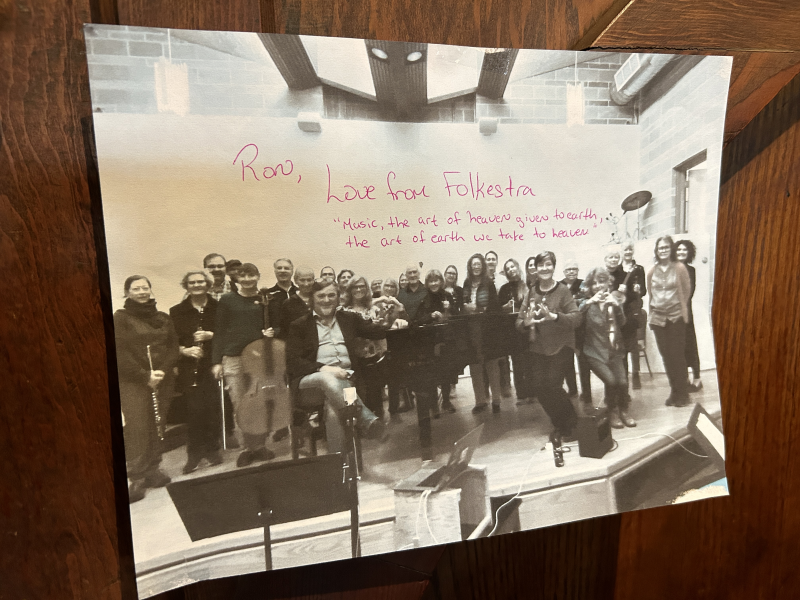 Ron,
Love from Folkestra
"Music, the art of heaven given to earth,
the art of earth we take to heaven"